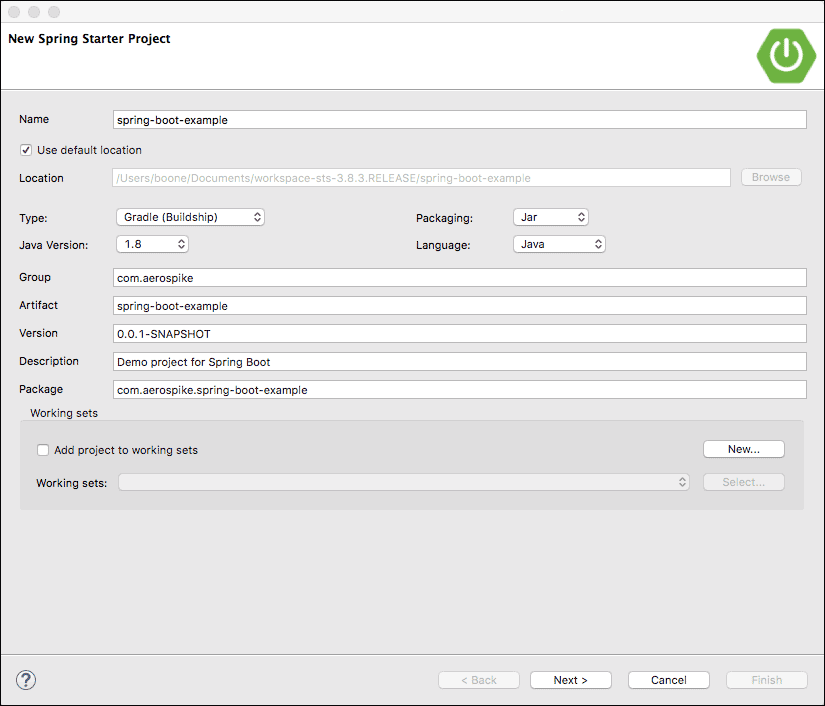 New Spring Starter Project
Name spring-boot-example
Use default location
Location /Users/boone/Documents/workspace-sts-3.8.3.RELEASE/spring-boot-example Browse
Type: Gradle (Buildship) Packaging: Jar
Java Version: 1.8 Language: Java
Group com.aerospike
Artifact spring-boot-example
Version 0.0.1-SNAPSHOT
Description Demo project for Spring Boot
Package com.aerospike.spring-boot-example
Working sets
Add project to working sets New...
Working sets: Select...
? < Back Next > Cancel Finish